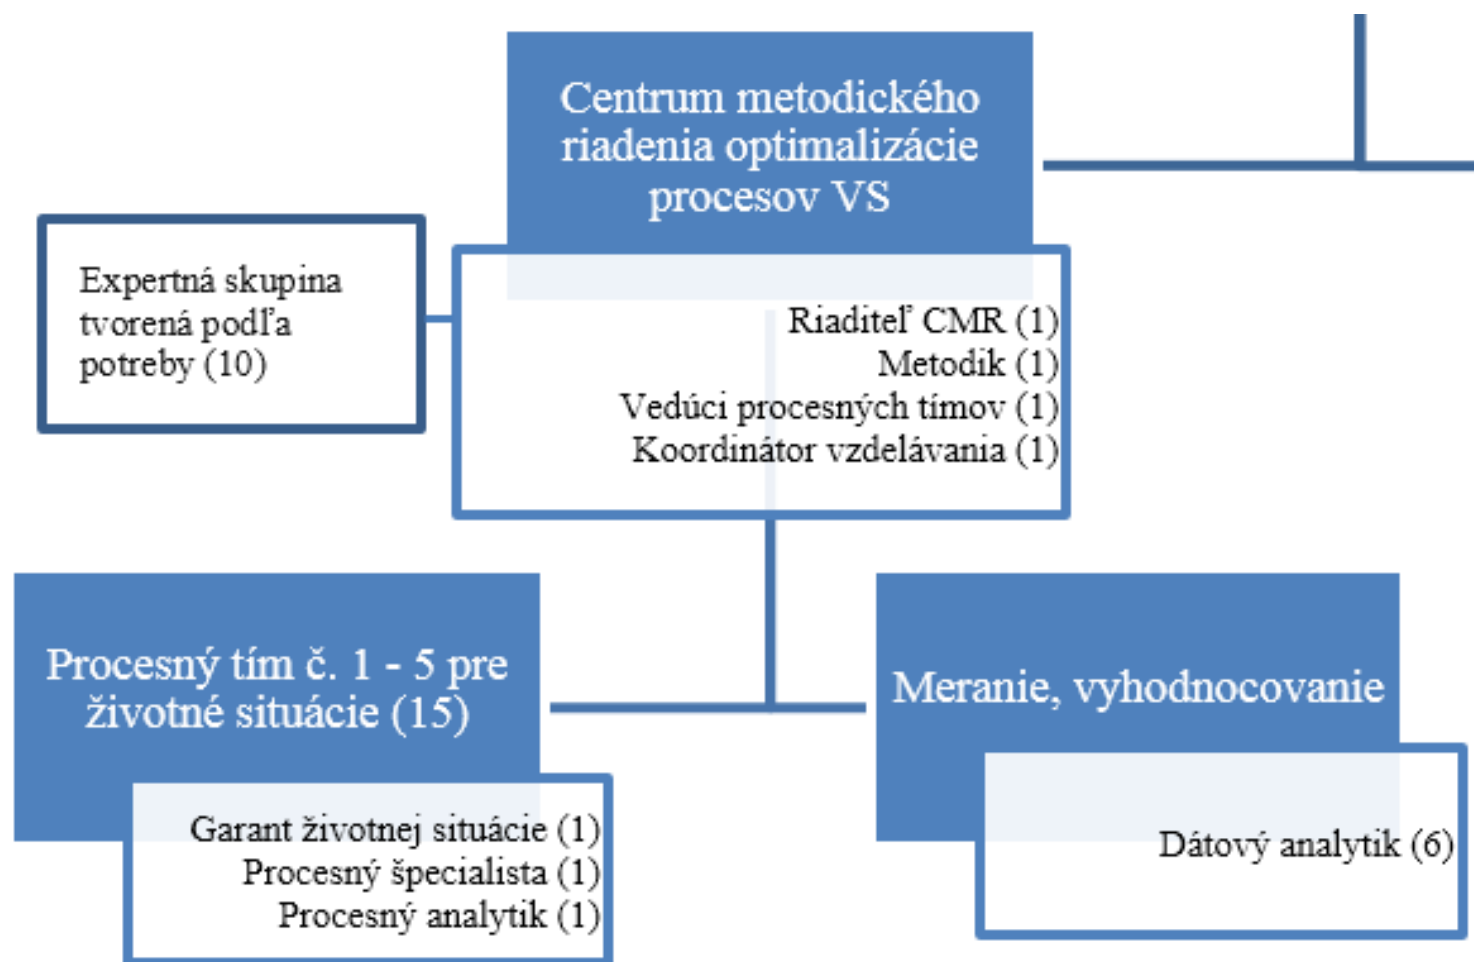 Centrum metodického
riadenia optimalizácie
procesov VS
Expertná skupina
tvorená podľa
potreby (10)
Riaditeľ CMR (1)
Metodik (1)
Vedúci procesných tímov (1)
Koordinátor vzdelávania (1)
Procesný tím č. 1 - 5 pre
životné situácie (15)
Garant životnej situácie (1)
Procesný špecialista (1)
Procesný analytik (1)
Meranie, vyhodnocovanie
Dátový analytik (6)